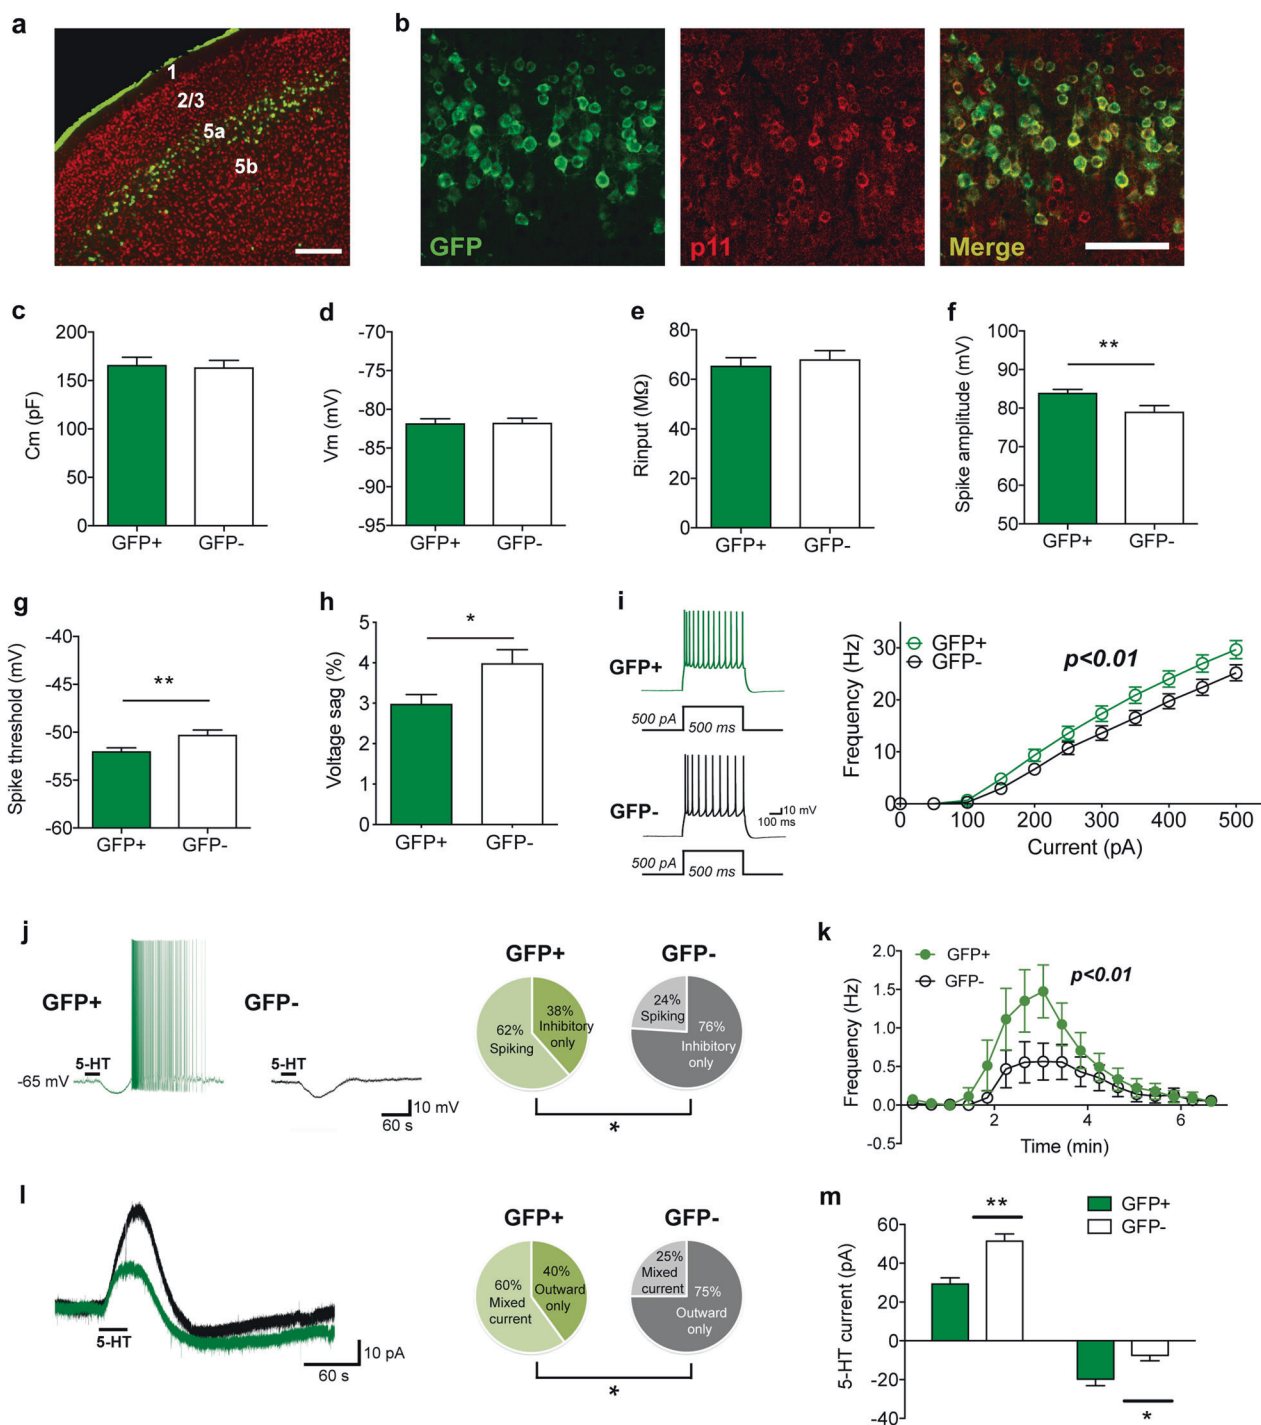 a
1
2/3
5a
5b
b
GFP
p11
Merge
c
Cm (pF)
200
150
100
50
0
GFP+ GFP-
d
Vm (mV)
-70
-75
-80
-85
-90
-95
GFP+ GFP-
e
Rinput (MΩ)
80
60
40
20
0
GFP+ GFP-
f
Spike amplitude (mV)
100
90
80
70
60
50
**
GFP+ GFP-
g
Spike threshold (mV)
-40
-45
-50
-55
-60
**
GFP+ GFP-
h
Voltage sag (%)
5
4
3
2
1
0
*
GFP+ GFP-
i
GFP+
500 pA
500 ms
GFP-
10 mV
100 ms
500 pA
500 ms
Frequency (Hz)
30
20
10
0
GFP+
GFP-
p<0.01
0 100 200 300 400 500
Current (pA)
j
GFP+
5-HT
-65 mV
GFP-
5-HT
10 mV
60 s
GFP+
62%
Spiking
38%
Inhibitory
only
GFP-
24%
Spiking
76%
Inhibitory
only
*
k
Frequency (Hz)
2.0
1.5
1.0
0.5
0.0
-0.5
GFP+
GFP-
p<0.01
2 4 6
Time (min)
l
5-HT
10 pA
60 s
GFP+
60%
Mixed
current
40%
Outward
only
GFP-
25%
Mixed
current
75%
Outward
only
*
m
5-HT current (pA)
60
40
20
0
-20
-40
**
GFP+
GFP-
*